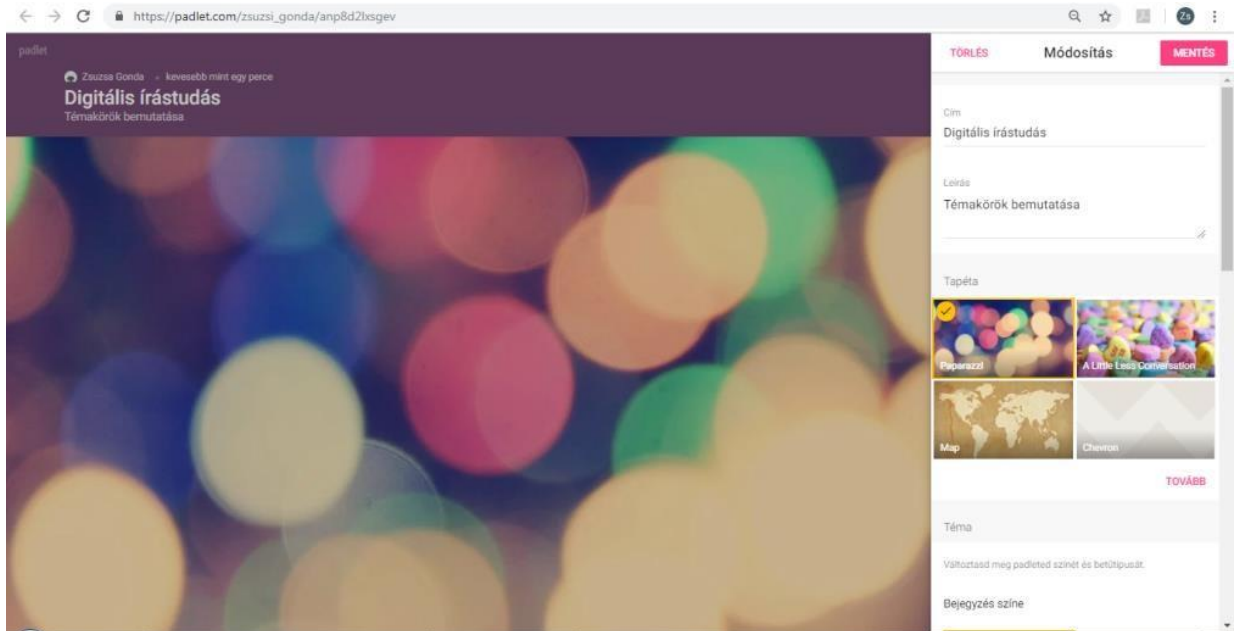 https://padlet.com/zsuzsi_gonda/anp8d2lxsgev
Zs
padlet
Zsuzsa Gonda • kevesebb mint egy perce
Digitális írástudás
Témakörök bemutatása
TÖRLÉS Módosítás MENTÉS
Cím
Digitális írástudás
Leírás
Témakörök bemutatása
Tapéta
Paparazzi
A Little Less Conversation
Map
Chevron
TOVÁBB
Téma
Változtasd meg padleted színét és betűtípusát.
Bejegyzés színe